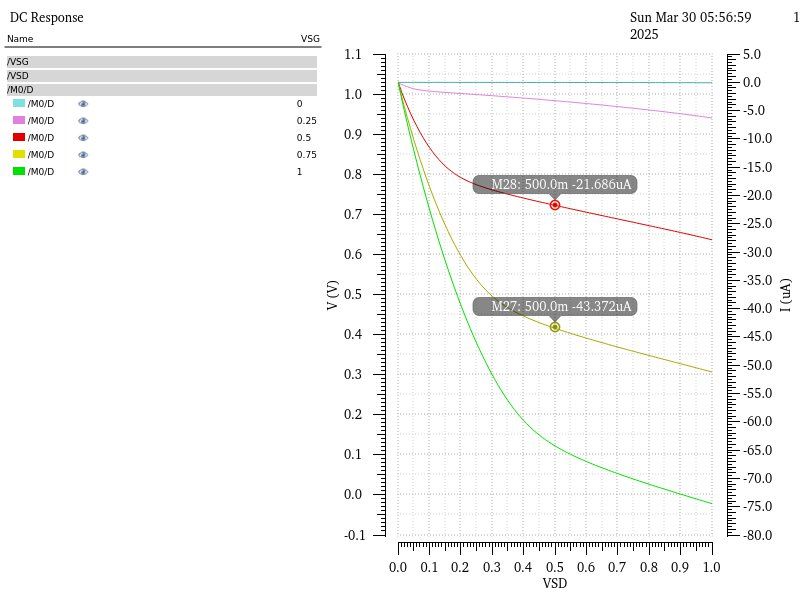 DC Response
Sun Mar 30 05:56:59 2025
1
Name VSG
/VSG
/VSD
/M0/D
/M0/D 0
/M0/D 0.25
/M0/D 0.5
/M0/D 0.75
/M0/D 1
V (V)
1.1
1.0
0.9
0.8
0.7
0.6
0.5
0.4
0.3
0.2
0.1
0.0
-0.1
M28: 500.0m -21.686uA
M27: 500.0m -43.372uA
5.0
0.0
-5.0
-10.0
-15.0
-20.0
-25.0
-30.0
-35.0
-40.0
-45.0
-50.0
-55.0
-60.0
-65.0
-70.0
-75.0
-80.0
I (uA)
0.0 0.1 0.2 0.3 0.4 0.5 0.6 0.7 0.8 0.9 1.0
VSD